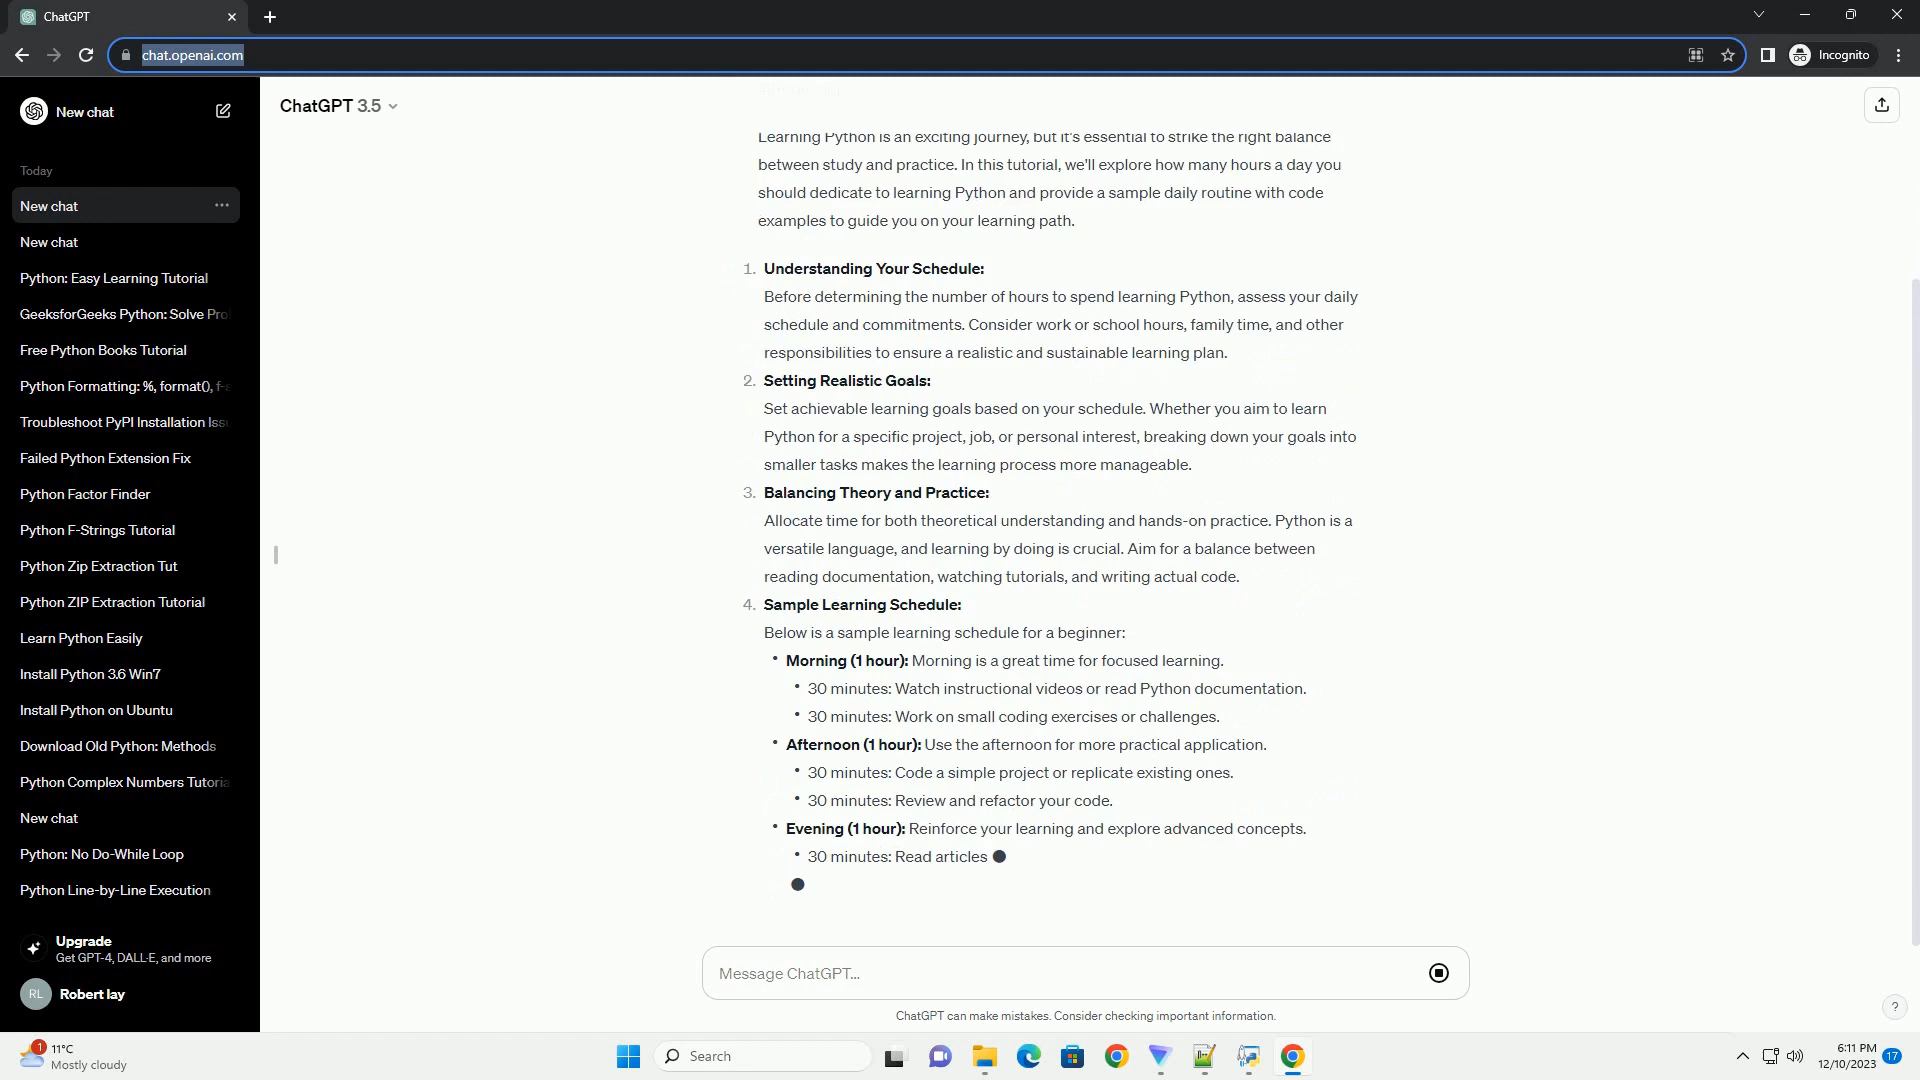 ChatGPT
chat.openai.com
Incognito
New chat
ChatGPT 3.5
Today
New chat
New chat
Python: Easy Learning Tutorial
GeeksforGeeks Python: Solve Pro
Free Python Books Tutorial
Python Formatting: %, format(), f-s
Troubleshoot PyPI Installation Issu
Failed Python Extension Fix
Python Factor Finder
Python F-Strings Tutorial
Python Zip Extraction Tut
Python ZIP Extraction Tutorial
Learn Python Easily
Install Python 3.6 Win7
Install Python on Ubuntu
Download Old Python: Methods
Python Complex Numbers Tutoria
New chat
Python: No Do-While Loop
Python Line-by-Line Execution
Upgrade
Get GPT-4, DALL·E, and more
RL
Robert lay
Learning Python is an exciting journey, but it's essential to strike the right balance
between study and practice. In this tutorial, we'll explore how many hours a day you
should dedicate to learning Python and provide a sample daily routine with code
examples to guide you on your learning path.
1. Understanding Your Schedule:
Before determining the number of hours to spend learning Python, assess your daily
schedule and commitments. Consider work or school hours, family time, and other
responsibilities to ensure a realistic and sustainable learning plan.
2. Setting Realistic Goals:
Set achievable learning goals based on your schedule. Whether you aim to learn
Python for a specific project, job, or personal interest, breaking down your goals into
smaller tasks makes the learning process more manageable.
3. Balancing Theory and Practice:
Allocate time for both theoretical understanding and hands-on practice. Python is a
versatile language, and learning by doing is crucial. Aim for a balance between
reading documentation, watching tutorials, and writing actual code.
4. Sample Learning Schedule:
Below is a sample learning schedule for a beginner:
• Morning (1 hour): Morning is a great time for focused learning.
• 30 minutes: Watch instructional videos or read Python documentation.
• 30 minutes: Work on small coding exercises or challenges.
• Afternoon (1 hour): Use the afternoon for more practical application.
• 30 minutes: Code a simple project or replicate existing ones.
• 30 minutes: Review and refactor your code.
• Evening (1 hour): Reinforce your learning and explore advanced concepts.
• 30 minutes: Read articles
Message ChatGPT...
ChatGPT can make mistakes. Consider checking important information.
?
1
11°C
Mostly cloudy
Search
6:11 PM
12/10/2023
17